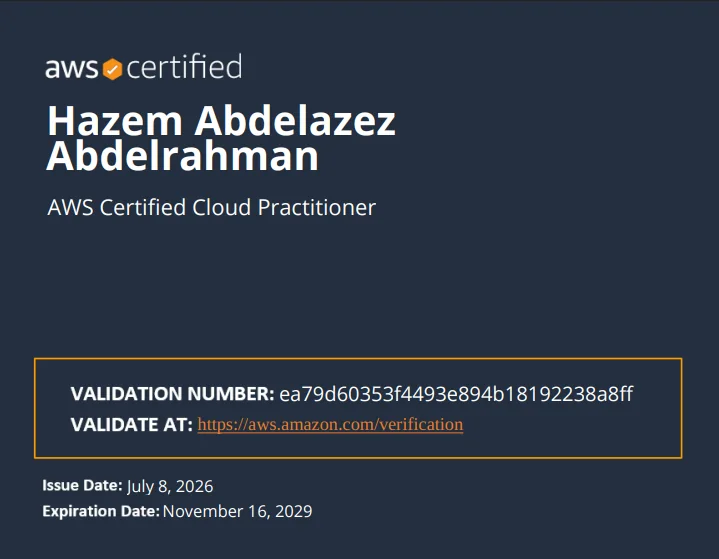 aws certified
Hazem Abdelazez
Abdelrahman
AWS Certified Cloud Practitioner
VALIDATION NUMBER: ea79d60353f4493e894b18192238a8ff
VALIDATE AT: https://aws.amazon.com/verification
Issue Date: July 8, 2026
Expiration Date: November 16, 2029